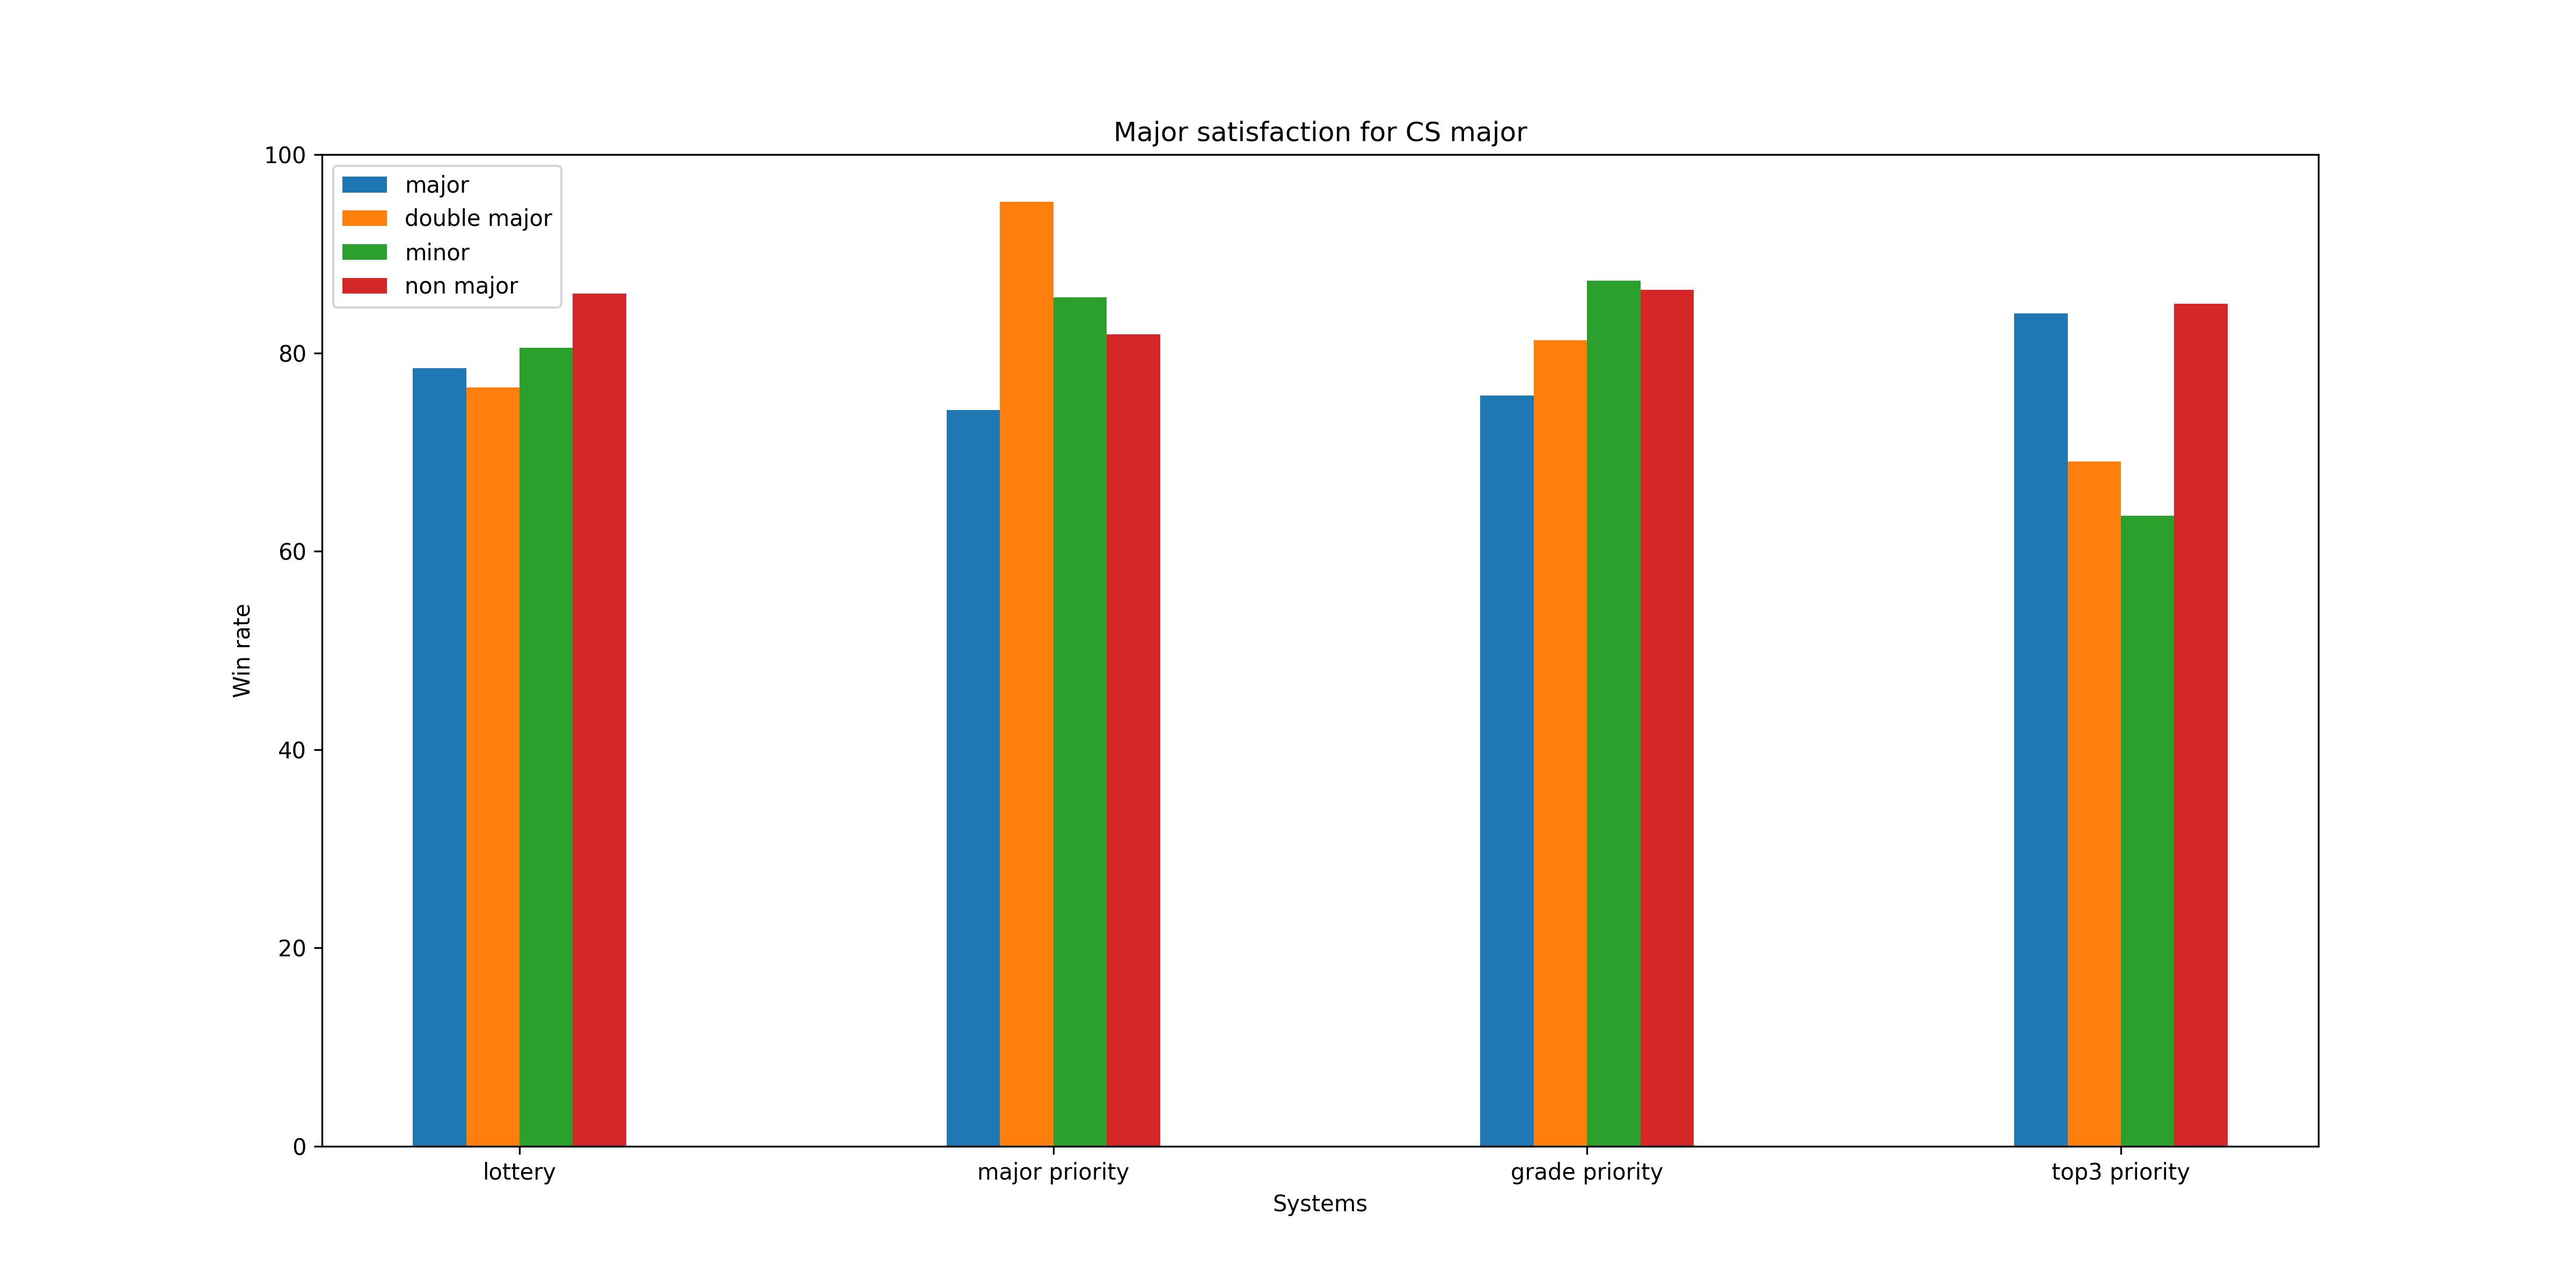 Major satisfaction for CS major
100
80
60
40
20
0
Win rate
major
double major
minor
non major
lottery
major priority
grade priority
top3 priority
Systems